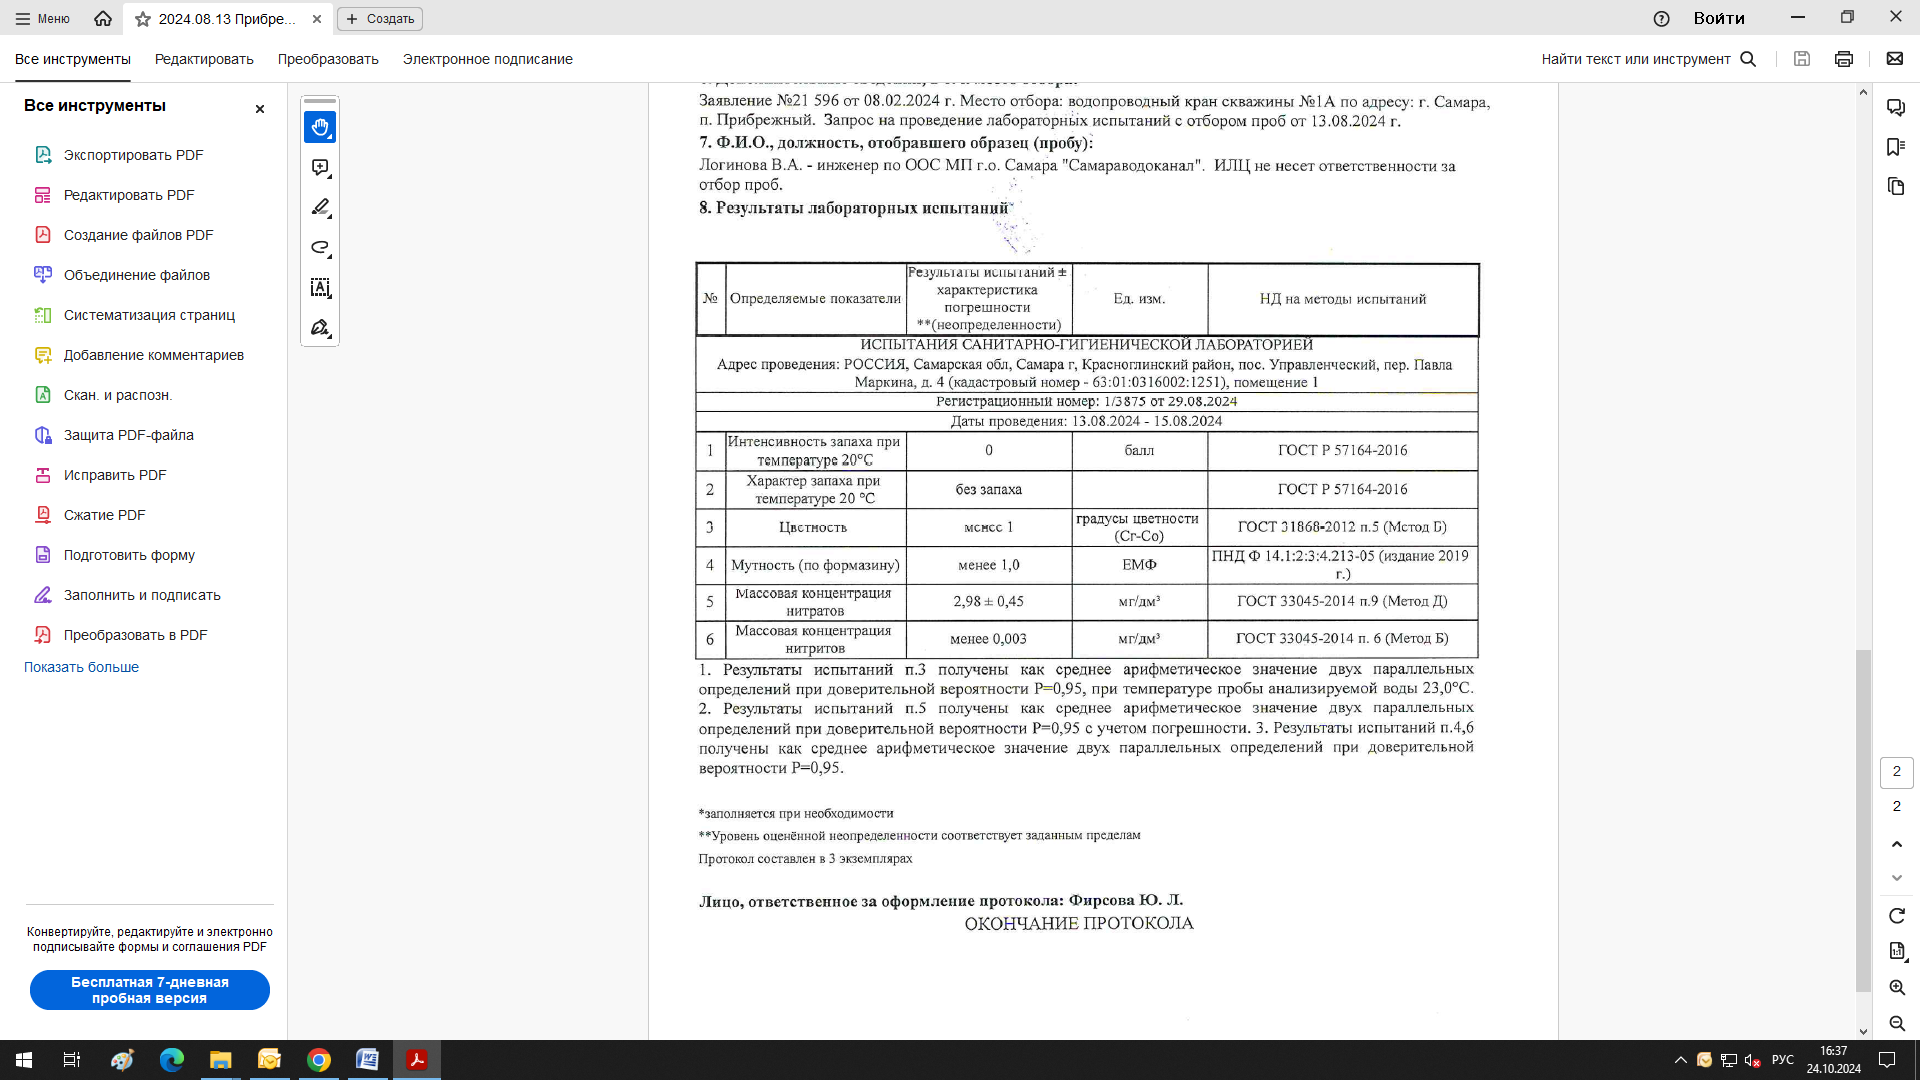 Меню
2024.08.13 Прибре...
Создать
Войти
Все инструменты
Редактировать
Преобразовать
Электронное подписание
Найти текст или инструмент
Все инструменты
Экспортировать PDF
Редактировать PDF
Создание файлов PDF
Объединение файлов
Систематизация страниц
Добавление комментариев
Скан. и распозн.
Защита PDF-файла
Исправить PDF
Сжатие PDF
Подготовить форму
Заполнить и подписать
Преобразовать в PDF
Показать больше
Конвертируйте, редактируйте и электронно
подписывайте формы и соглашения PDF
Бесплатная 7-дневная
пробная версия
Заявление №21 596 от 08.02.2024 г. Место отбора: водопроводный кран скважины №1А по адресу: г. Самара,
п. Прибрежный. Запрос на проведение лабораторных испытаний с отбором проб от 13.08.2024 г.
7. Ф.И.О., должность, отобравшего образец (пробу):
Логинова В.А. - инженер по ООС МП г.о. Самара "Самараводоканал". ИЛЦ не несет ответственности за
отбор проб.
8. Результаты лабораторных испытаний
№
Определяемые показатели
Результаты испытаний ±
характеристика
погрешности
**(неопределенности)
Ед. изм.
НД на методы испытаний
ИСПЫТАНИЯ САНИТАРНО-ГИГИЕНИЧЕСКОЙ ЛАБОРАТОРИЕЙ
Адрес проведения: РОССИЯ, Самарская обл, Самара г, Красноглинский район, пос. Управленческий, пер. Павла
Маркина, д. 4 (кадастровый номер - 63:01:0316002:1251), помещение 1
Регистрационный номер: 1/3875 от 29.08.2024
Даты проведения: 13.08.2024 - 15.08.2024
1
Интенсивность запаха при
температуре 20°С
0
балл
ГОСТ Р 57164-2016
2
Характер запаха при
температуре 20 °С
без запаха
ГОСТ Р 57164-2016
3
Цветность
менее 1
градусы цветности
(Cr-Co)
ГОСТ 31868-2012 п.5 (Метод Б)
4
Мутность (по формазину)
менее 1,0
ЕМФ
ПНД Ф 14.1:2:3:4.213-05 (издание 2019
г.)
5
Массовая концентрация
нитратов
2,98 ± 0,45
мг/дм³
ГОСТ 33045-2014 п.9 (Метод Д)
6
Массовая концентрация
нитритов
менее 0,003
мг/дм³
ГОСТ 33045-2014 п. 6 (Метод Б)
1. Результаты испытаний п.3 получены как среднее арифметическое значение двух параллельных
определений при доверительной вероятности Р=0,95, при температуре пробы анализируемой воды 23,0°С.
2. Результаты испытаний п.5 получены как среднее арифметическое значение двух параллельных
определений при доверительной вероятности Р=0,95 с учетом погрешности. 3. Результаты испытаний п.4,6
получены как среднее арифметическое значение двух параллельных определений при доверительной
вероятности Р=0,95.
*заполняется при необходимости
**Уровень оценённой неопределенности соответствует заданным пределам
Протокол составлен в 3 экземплярах
Лицо, ответственное за оформление протокола: Фирсова Ю. Л.
ОКОНЧАНИЕ ПРОТОКОЛА
2
2
РУС
16:37
24.10.2024